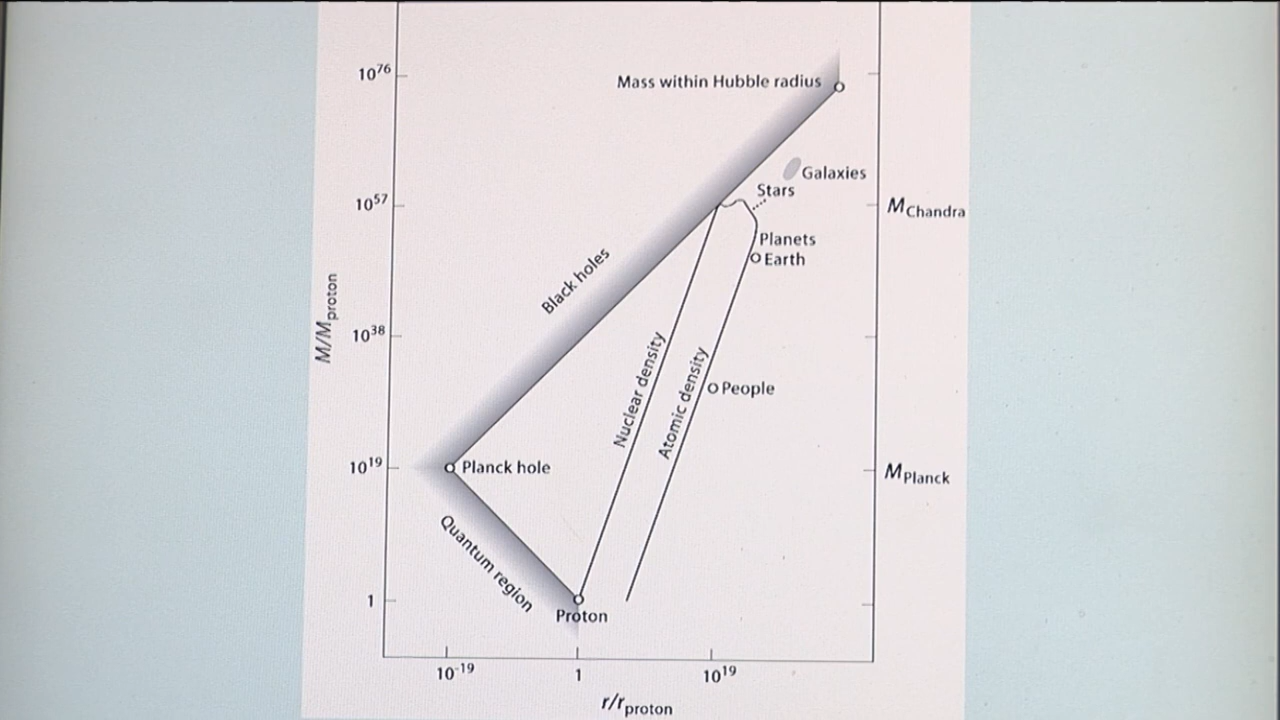 10^76
Mass within Hubble radius
Galaxies
Stars
10^57
M_Chandra
Planets
Earth
Black holes
M/M_proton
10^38
Nuclear density
Atomic density
People
10^19
Planck hole
M_Planck
Quantum region
1
Proton
10^-19
1
10^19
r/r_proton